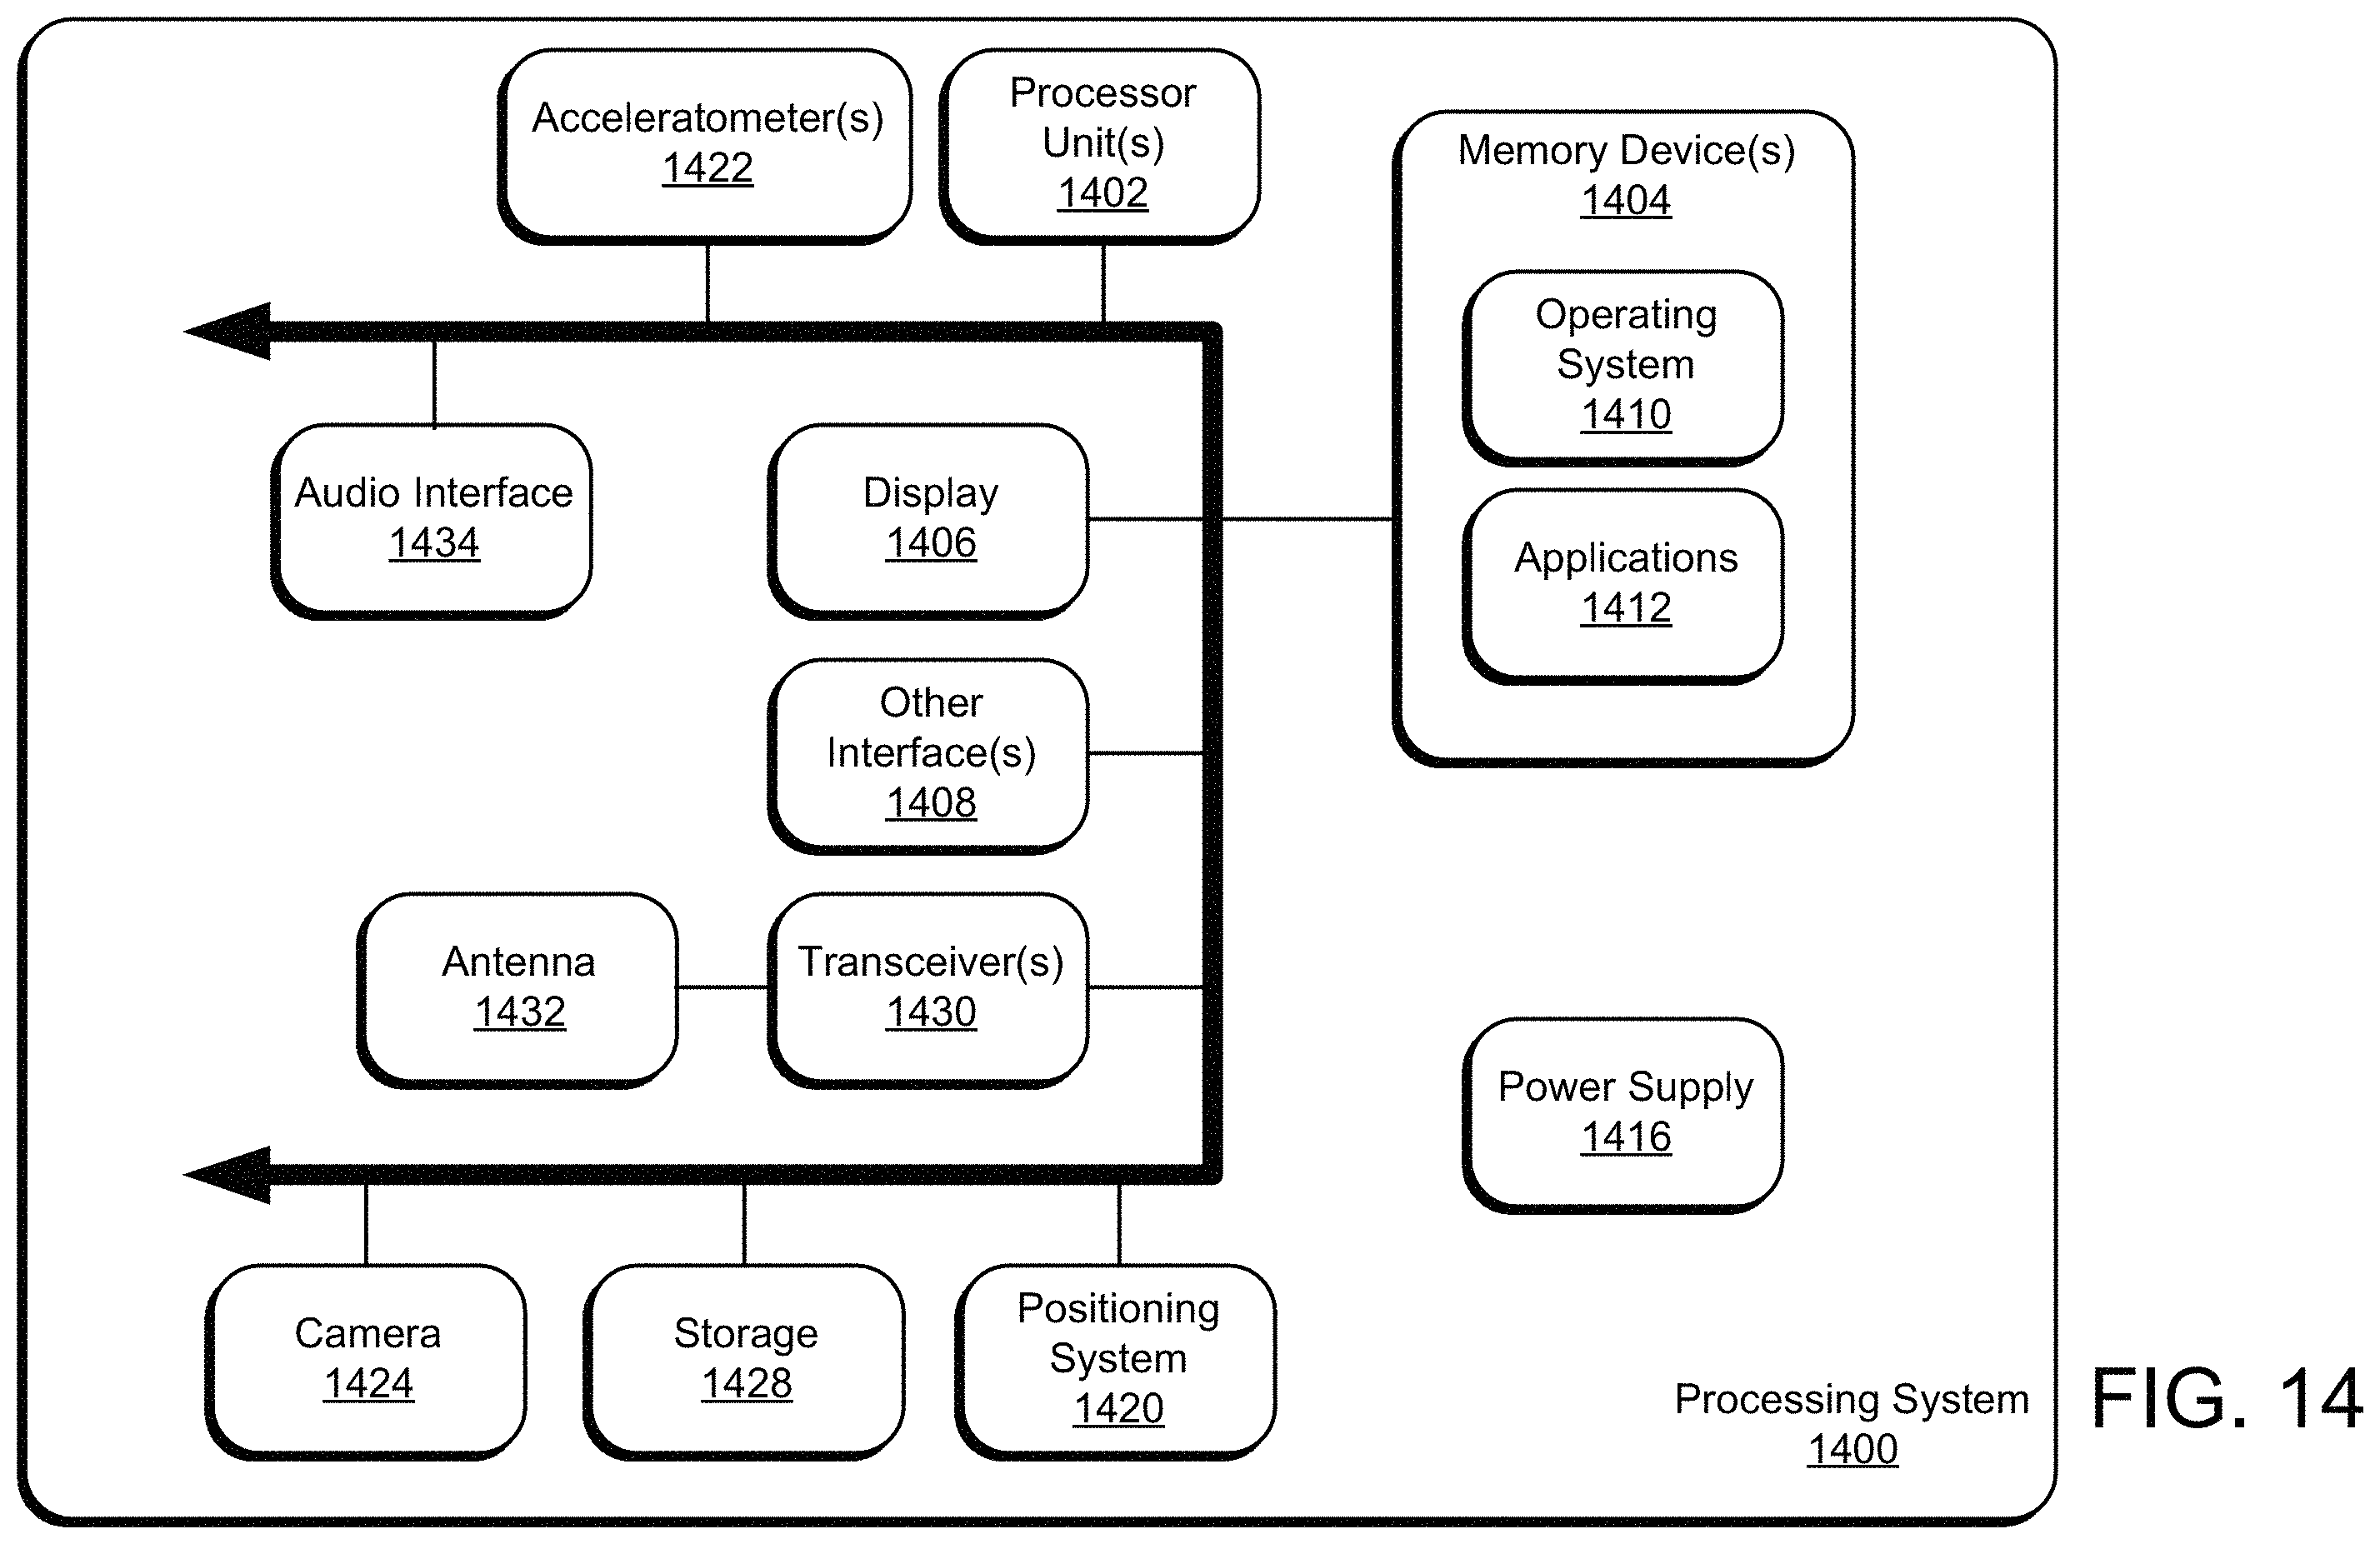 Acceleratometer(s)
1422
Processor
Unit(s)
1402
Memory Device(s)
1404
Operating
System
1410
Applications
1412
Audio Interface
1434
Display
1406
Other
Interface(s)
1408
Antenna
1432
Transceiver(s)
1430
Power Supply
1416
Camera
1424
Storage
1428
Positioning
System
1420
Processing System
1400
FIG. 14